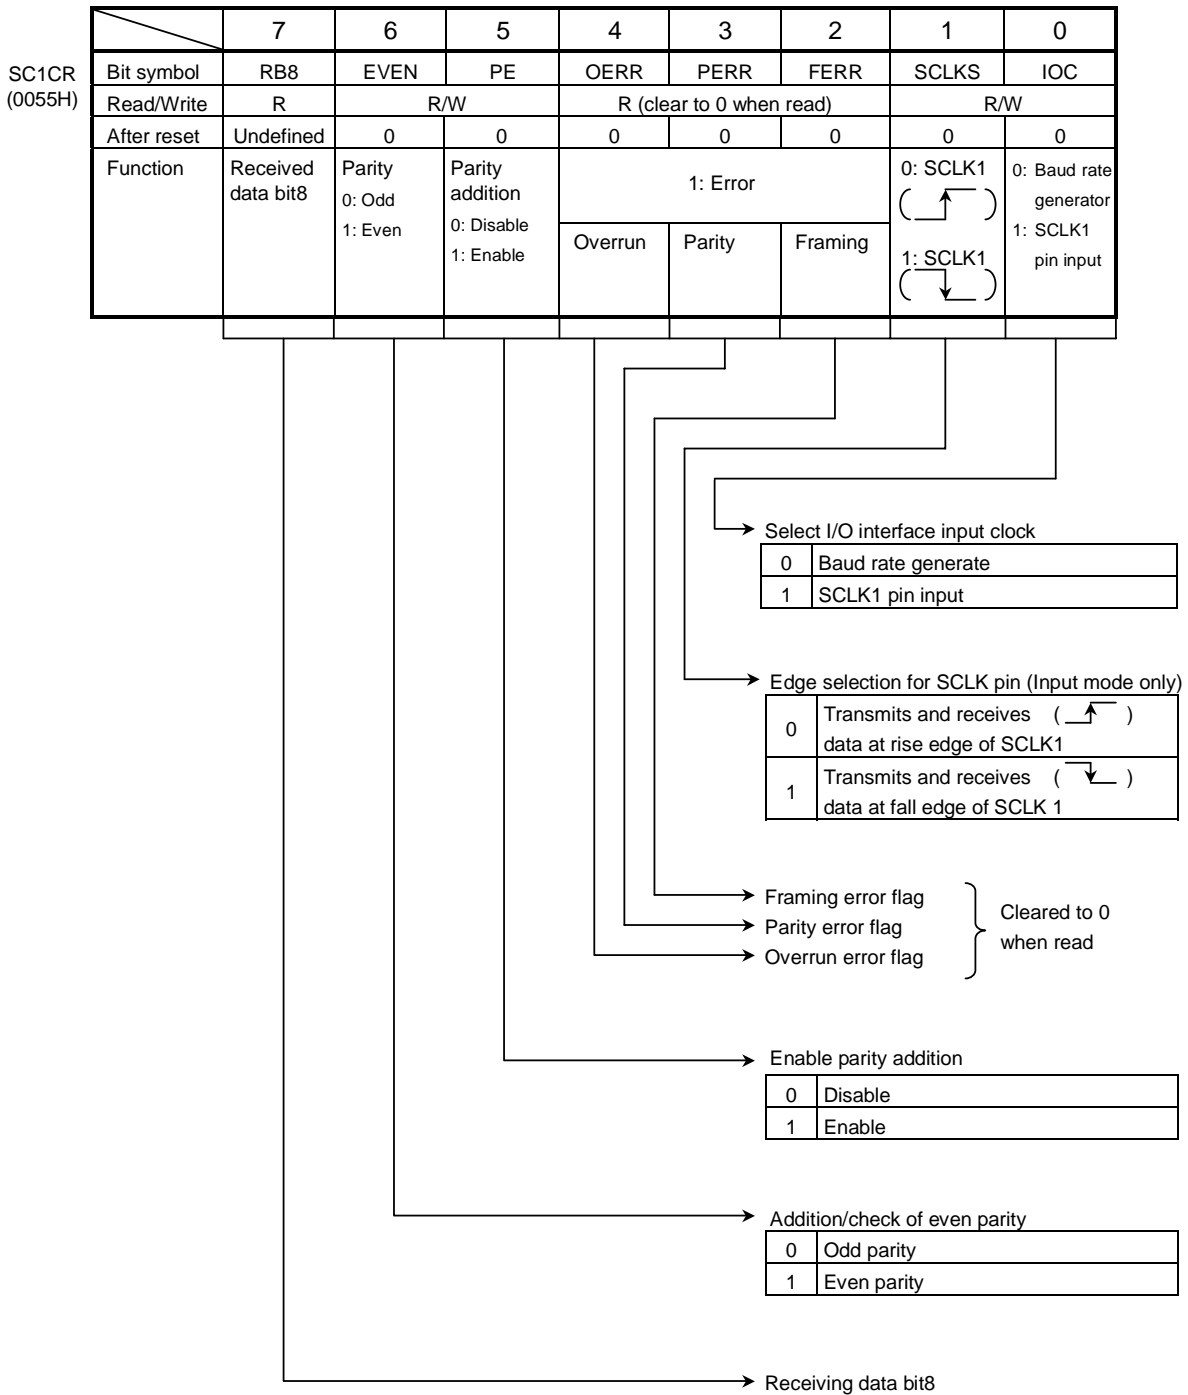 7 6 5 4 3 2 1 0
SC1CR
(0055H)
Bit symbol RB8 EVEN PE OERR PERR FERR SCLKS IOC
Read/Write R R/W R (clear to 0 when read) R/W
After reset Undefined 0 0 0 0 0 0 0
Function
Received
data bit8
Parity
0: Odd
1: Even
Parity
addition
0: Disable
1: Enable
1: Error
Overrun Parity Framing
0: SCLK1
( )
1: SCLK1
( )
0: Baud rate
generator
1: SCLK1
pin input
Select I/O interface input clock
0 Baud rate generate
1 SCLK1 pin input
Edge selection for SCLK pin (Input mode only)
0 Transmits and receives ( )
data at rise edge of SCLK1
1 Transmits and receives ( )
data at fall edge of SCLK 1
Framing error flag
Parity error flag
Overrun error flag
Cleared to 0
when read
Enable parity addition
0 Disable
1 Enable
Addition/check of even parity
0 Odd parity
1 Even parity
Receiving data bit8